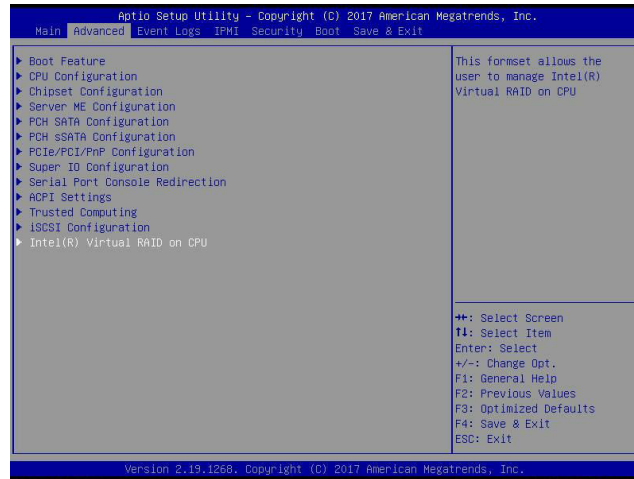 Aptio Setup Utility - Copyright (C) 2017 American Megatrends, Inc.
Main Advanced Event Logs IPMI Security Boot Save & Exit
Boot Feature
CPU Configuration
Chipset Configuration
Server ME Configuration
PCH SATA Configuration
PCH sSATA Configuration
PCIe/PCI/PnP Configuration
Super IO Configuration
Serial Port Console Redirection
ACPI Settings
Trusted Computing
iSCSI Configuration
Intel(R) Virtual RAID on CPU
This formset allows the
user to manage Intel(R)
Virtual RAID on CPU
→←: Select Screen
↑↓: Select Item
Enter: Select
+/-: Change Opt.
F1: General Help
F2: Previous Values
F3: Optimized Defaults
F4: Save & Exit
ESC: Exit
Version 2.19.1268. Copyright (C) 2017 American Megatrends, Inc.